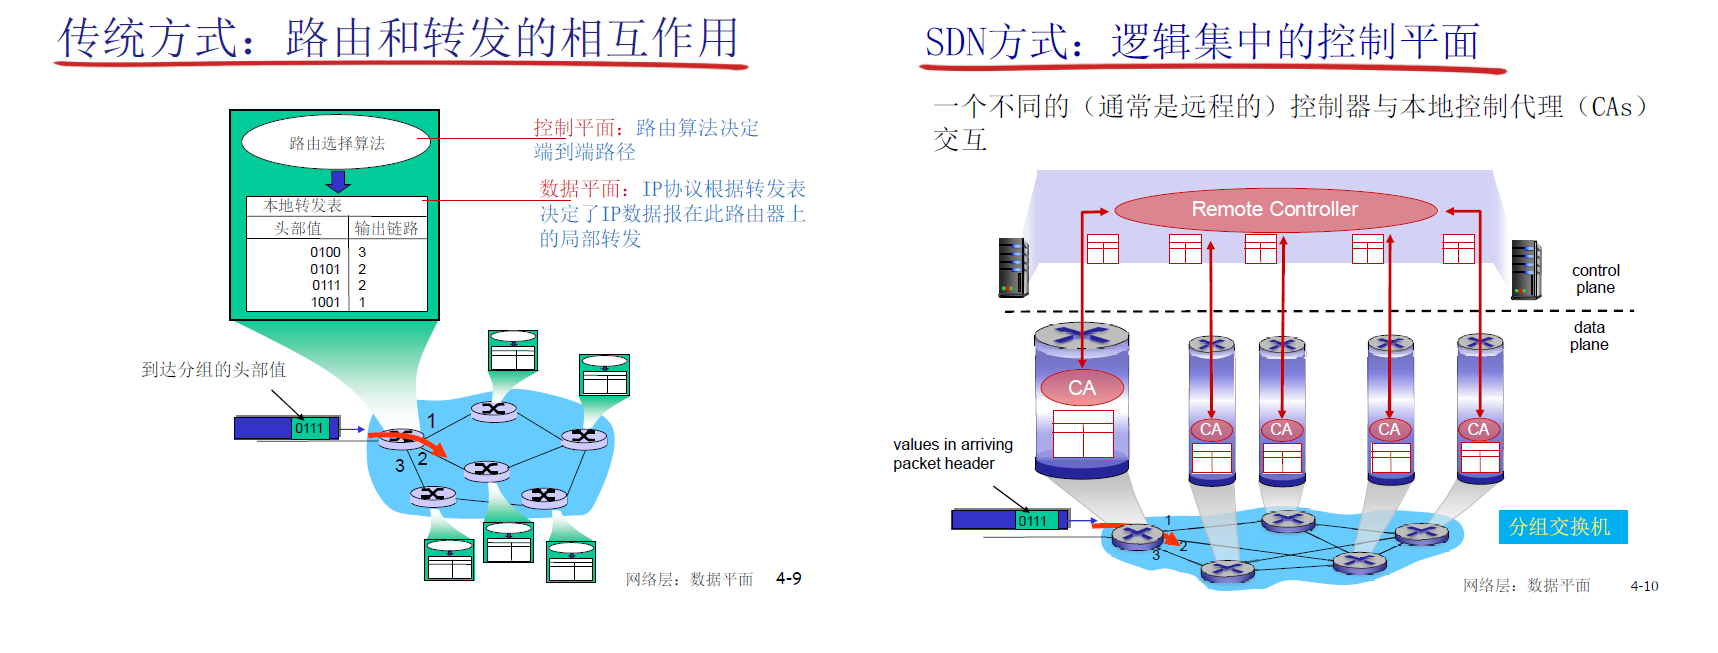 传统方式：路由和转发的相互作用
路由选择算法
控制平面：路由算法决定
端到端路径
数据平面：IP协议根据转发表
决定了IP数据报在此路由器上
的局部转发
本地转发表
头部值 输出链路
0100 3
0101 2
0111 2
1001 1
到达分组的头部值
0111
1
2
3
网络层：数据平面 4-9
SDN方式：逻辑集中的控制平面
一个不同的（通常是远程的）控制器与本地控制代理（CAs）
交互
Remote Controller
control
plane
data
plane
CA
CA
CA
CA
CA
values in arriving
packet header
0111
1
2
3
分组交换机
网络层：数据平面 4-10